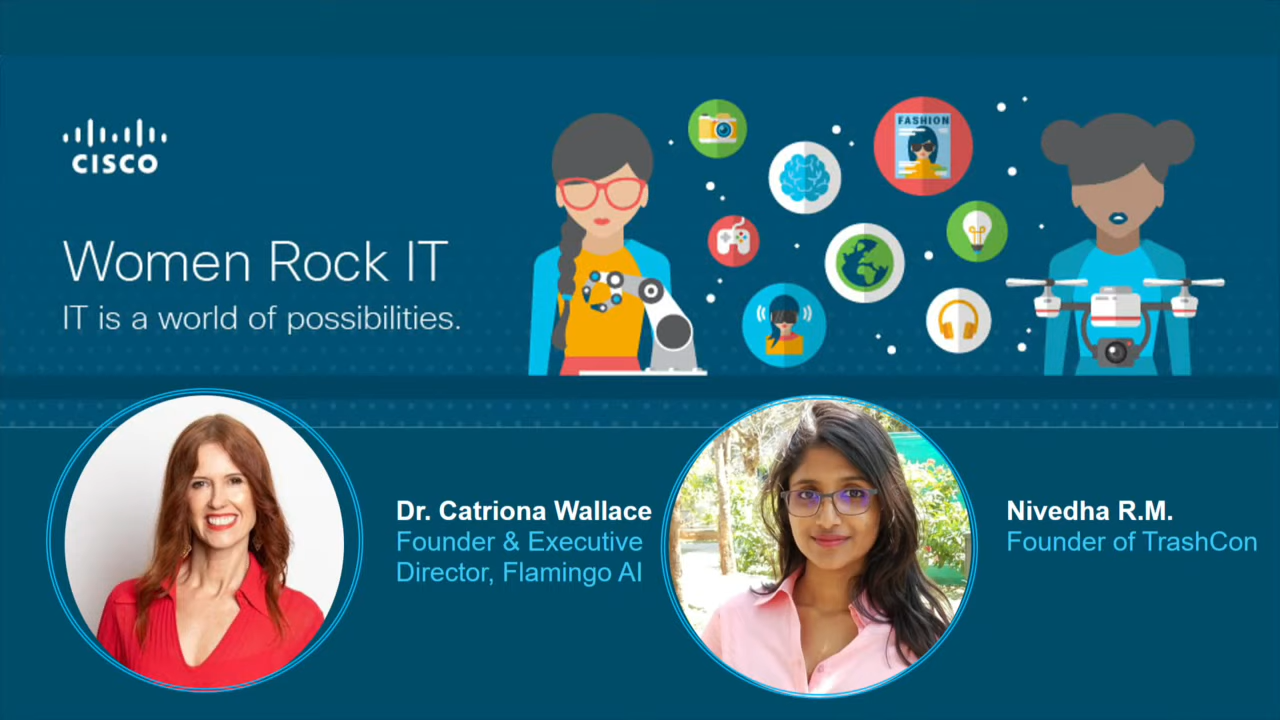 CISCO
Women Rock IT
IT is a world of possibilities.
FASHION
Dr. Catriona Wallace
Founder & Executive
Director, Flamingo AI
Nivedha R.M.
Founder of TrashCon